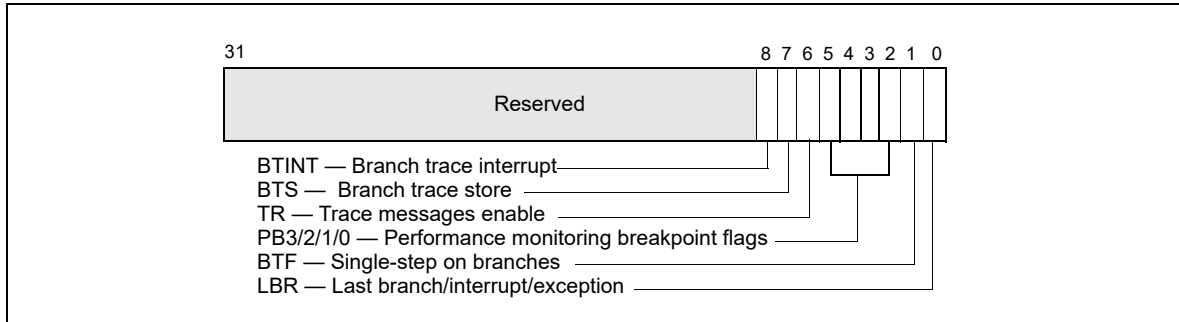 31 8 7 6 5 4 3 2 1 0
Reserved
BTINT — Branch trace interrupt
BTS — Branch trace store
TR — Trace messages enable
PB3/2/1/0 — Performance monitoring breakpoint flags
BTF — Single-step on branches
LBR — Last branch/interrupt/exception